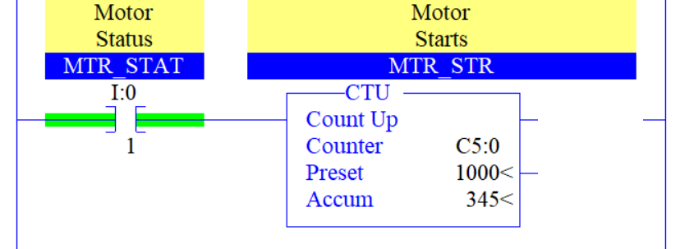 Motor
Status
MTR_STAT
I:0
1
Motor
Starts
MTR_STR
CTU
Count Up
Counter C5:0
Preset 1000<
Accum 345<